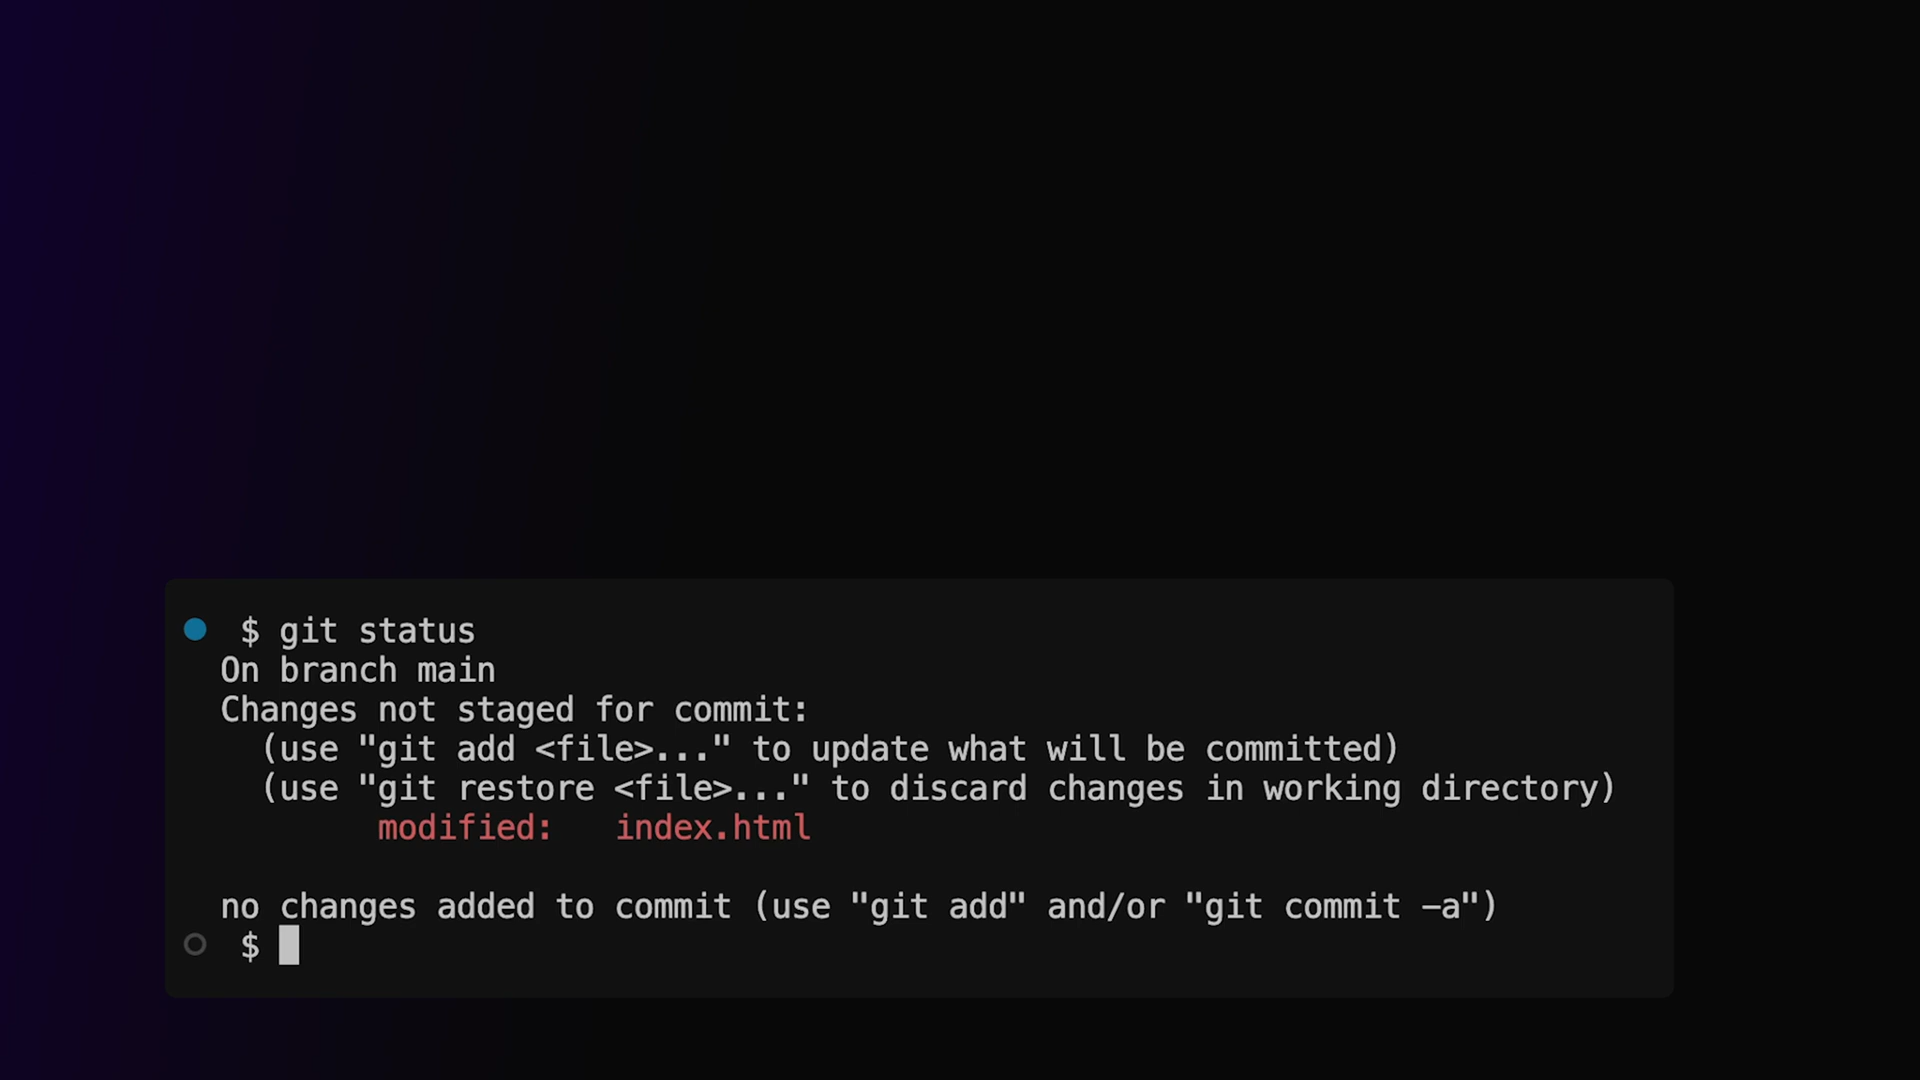 $ git status
On branch main
Changes not staged for commit:
(use "git add <file>..." to update what will be committed)
(use "git restore <file>..." to discard changes in working directory)
modified:   index.html
no changes added to commit (use "git add" and/or "git commit -a")
$